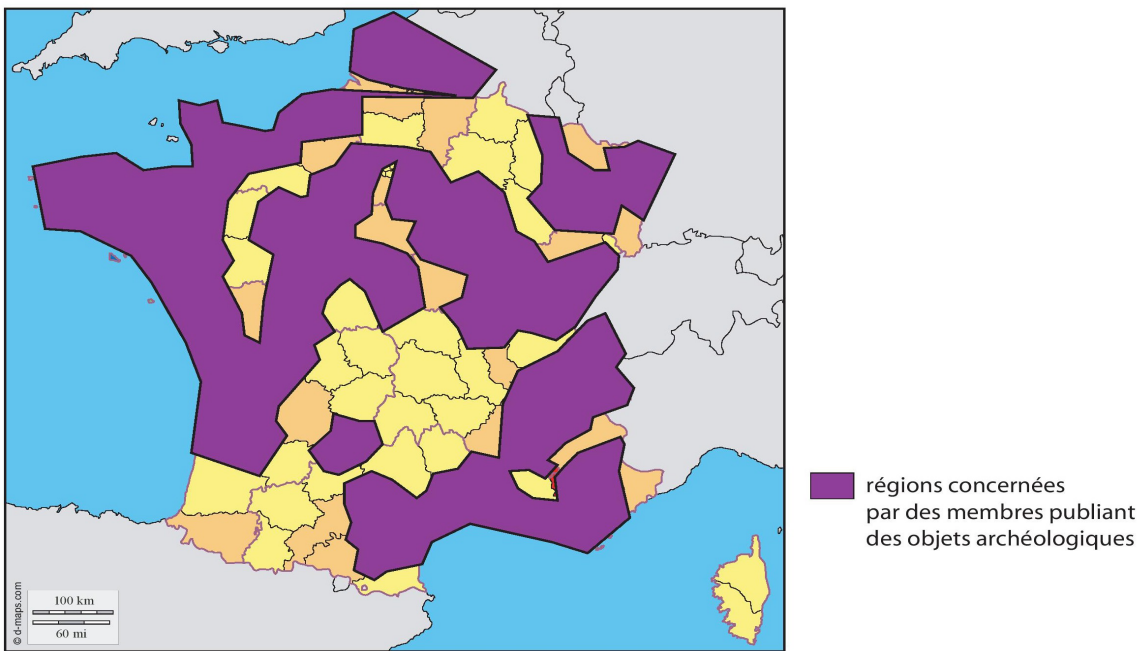 régions concernées
par des membres publiant
des objets archéologiques
100 km
60 mi
© d-maps.com